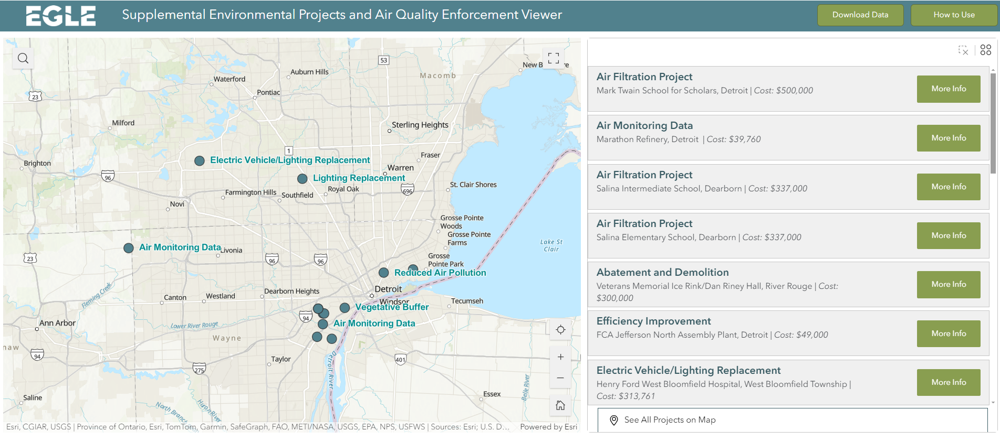 EGLE
Supplemental Environmental Projects and Air Quality Enforcement Viewer
Download Data
How to Use
53
New B
re
Auburn Hills
Macomb
Waterford
Pontiac
23
Milford
Sterling Heights
1
Fraser
Electric Vehicle/Lighting Replacement
Brighton
Warren
96
Lighting Replacement
St. Clair Shores
Royal Oak
696
Farmington Hills
Southfield
Novi
Grosse Pointe
Woods
Grosse Pointe
Farms
Lake St
Clair
Air Monitoring Data
Livonia
23
96
96
Grosse
Pointe Park
Reduced Air Pollution
Detroit
Dearborn Heights
Fleming Creek
Canton
Westland
Windsor
Tecumseh
Vegetative Buffer
94
Ann Arbor
Lower River Rouge
Air Monitoring Data
Wayne
naw
94
Taylor
401
275
Detroit River
Belle River
Essex
Saline
North Branch
Huron River
Esri, CGIAR, USGS | Province of Ontario, Esri, TomTom, Garmin, SafeGraph, FAO, METI/NASA, USGS, EPA, NPS, USFWS | Sources: Esri; U.S. D...
Powered by Esri
Air Filtration Project
Mark Twain School for Scholars, Detroit | Cost: $500,000
More Info
Air Monitoring Data
Marathon Refinery, Detroit | Cost: $39,760
More Info
Air Filtration Project
Salina Intermediate School, Dearborn | Cost: $337,000
More Info
Air Filtration Project
Salina Elementary School, Dearborn | Cost: $337,000
More Info
Abatement and Demolition
Veterans Memorial Ice Rink/Dan Riney Hall, River Rouge | Cost:
$300,000
More Info
Efficiency Improvement
FCA Jefferson North Assembly Plant, Detroit | Cost: $49,000
More Info
Electric Vehicle/Lighting Replacement
Henry Ford West Bloomfield Hospital, West Bloomfield Township |
Cost: $313,761
More Info
See All Projects on Map